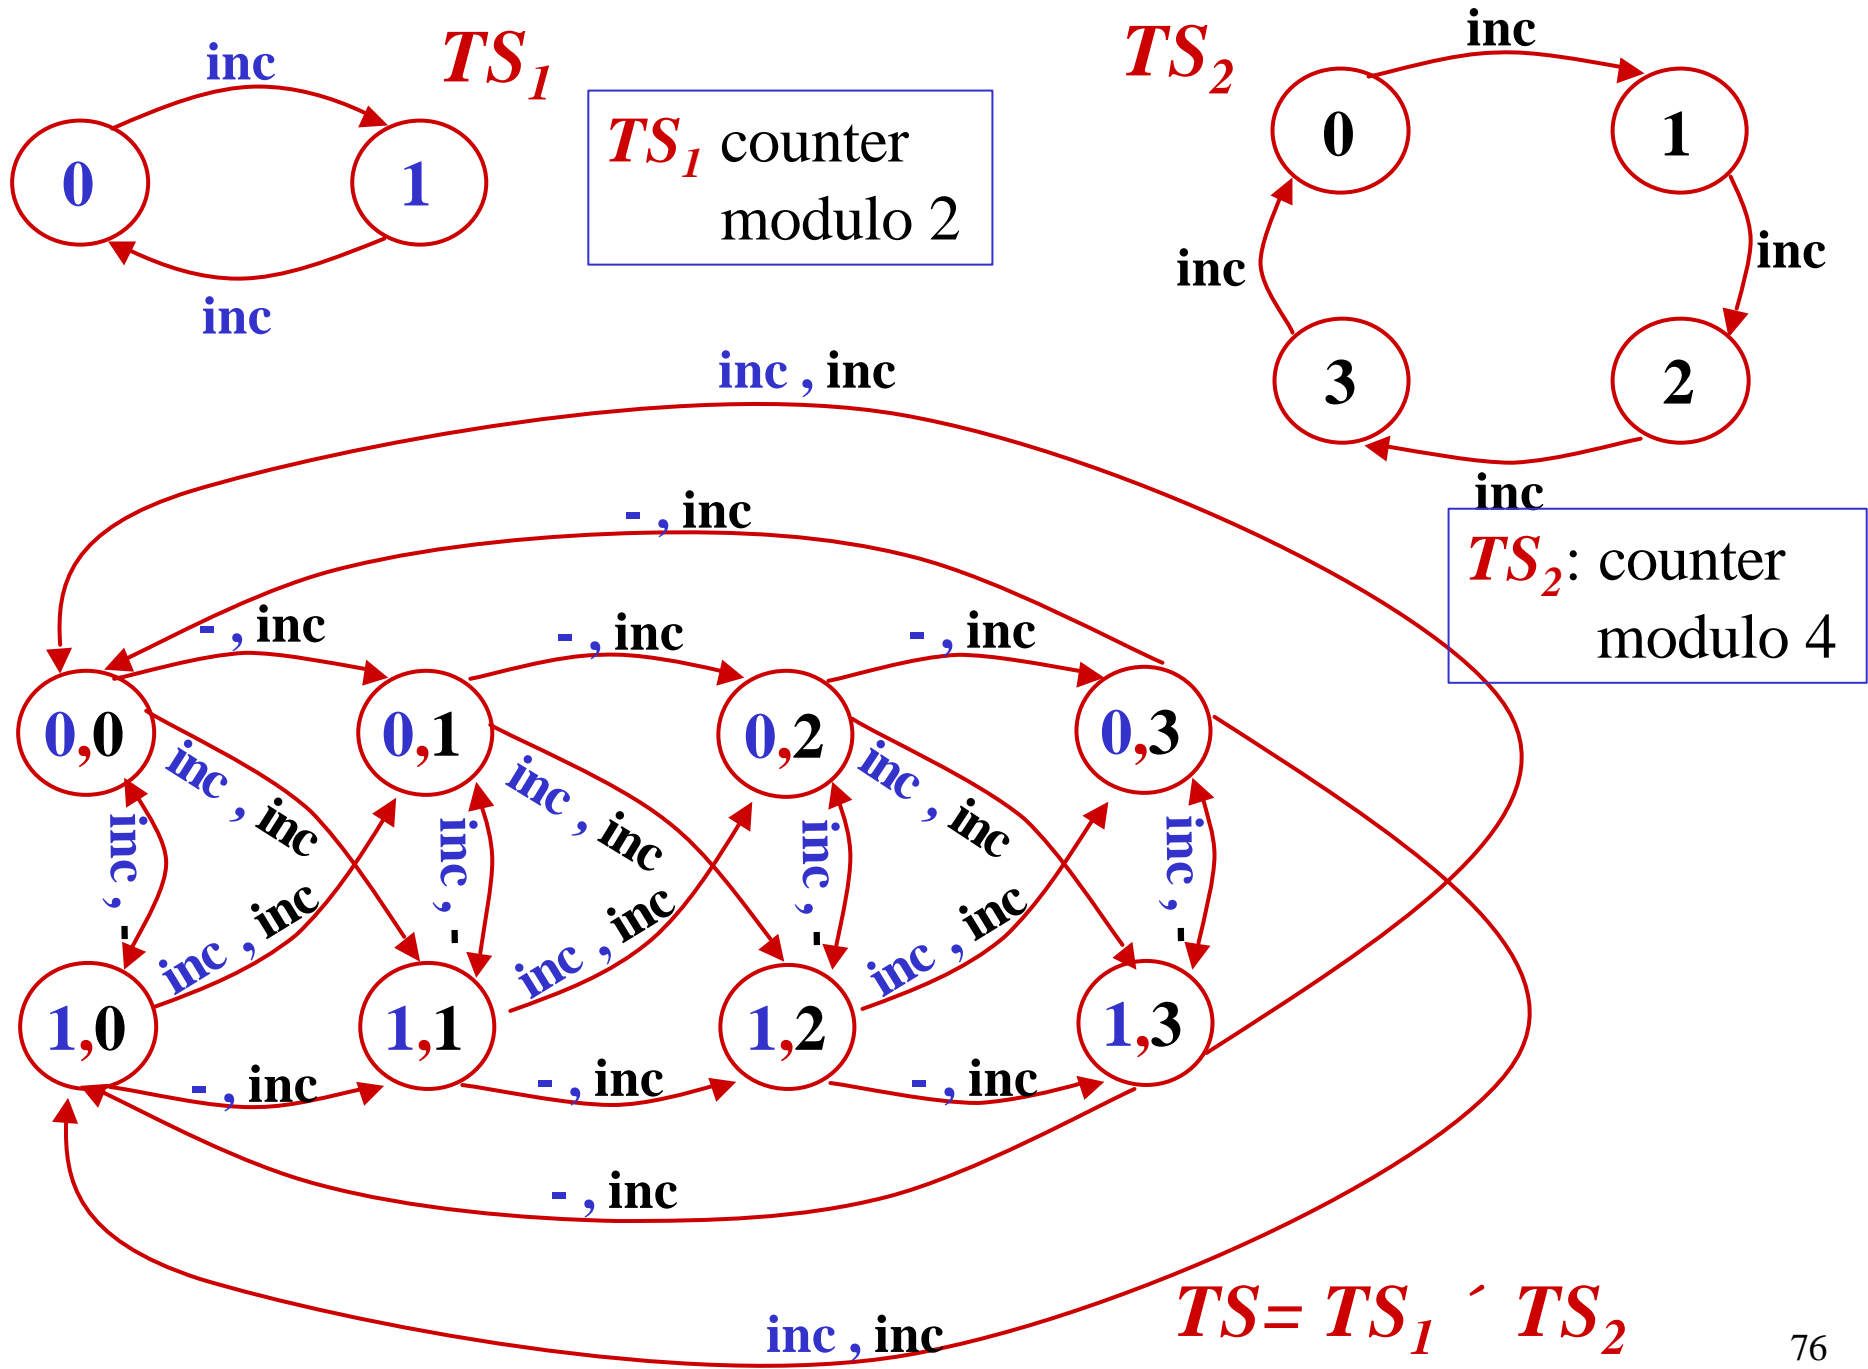 inc
TS1
TS2
inc
0
1
TS1 counter
modulo 2
0
1
inc
inc
inc
inc
3
2
inc
inc , inc
- , inc
TS2: counter
modulo 4
- , inc
- , inc
- , inc
0,0
0,1
0,2
0,3
inc , inc
inc , inc
inc , inc
inc , -
inc , -
inc , -
inc , -
inc , inc
inc , inc
inc , inc
1,0
1,1
1,2
1,3
- , inc
- , inc
- , inc
- , inc
inc , inc
TS= TS1 ´ TS2
76